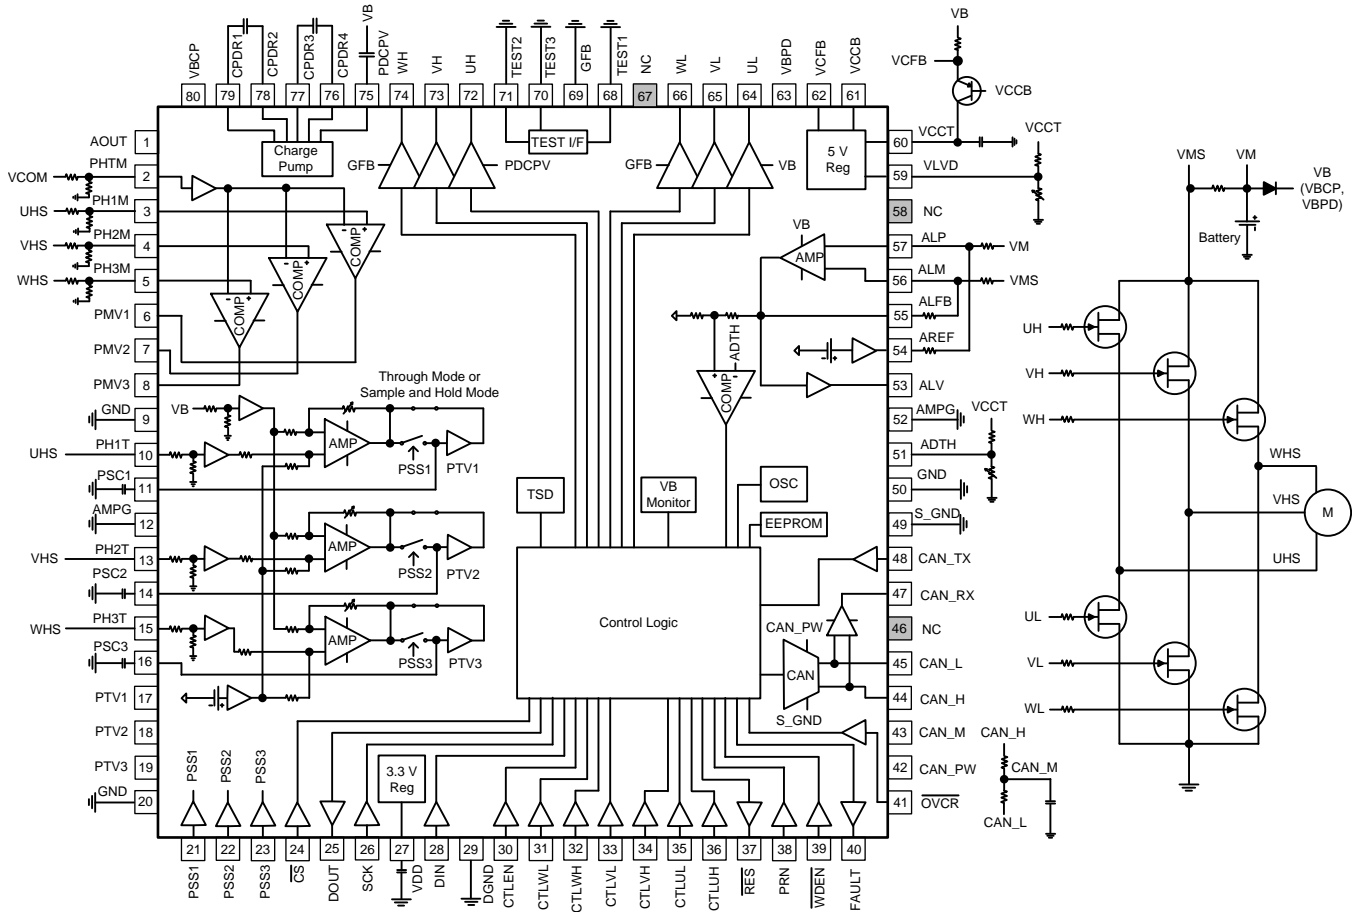 VB
VBCP
CPDR1
CPDR2
CPDR3
CPDR4
PDCPV
WH
VH
UH
TEST2
TEST3
GFB
TEST1
NC
WL
VL
UL
VBPD
VCFB
VCCB
80 79 78 77 76 75 74 73 72 71 70 69 68 67 66 65 64 63 62 61
VB
VCFB
VCCB
Charge
Pump
TEST I/F
GFB
PDCPV
GFB
VB
5 V
Reg
AOUT 1
VCOM PHTM 2
UHS PH1M 3
VHS PH2M 4
WHS PH3M 5
PMV1 6
PMV2 7
PMV3 8
GND 9
UHS PH1T 10
PSC1 11
AMPG 12
VHS PH2T 13
PSC2 14
WHS PH3T 15
PSC3 16
PTV1 17
PTV2 18
PTV3 19
GND 20
COMP
COMP
COMP
Through Mode or
Sample and Hold Mode
VB
AMP
PSS1
PTV1
AMP
PSS2
PTV2
AMP
PSS3
PTV3
VB
AMP
ADTH
COMP
TSD
VB
Monitor
OSC
EEPROM
Control Logic
CAN_PW
CAN
S_GND
60 VCCT
VCCT
59 VLVD
58 NC
57 ALP VM
56 ALM VMS
55 ALFB
54 AREF
53 ALV
52 AMPG
VCCT
51 ADTH
50 GND
49 S_GND
48 CAN_TX
47 CAN_RX
46 NC
45 CAN_L
44 CAN_H
43 CAN_M
42 CAN_PW
41 OVCR
CAN_H
CAN_M
CAN_L
VMS
VM
VB
(VBCP,
VBPD)
Battery
UH
VH
WH
WHS
VHS
M
UHS
UL
VL
WL
PSS1
PSS2
PSS3
3.3 V
Reg
21 22 23 24 25 26 27 28 29 30 31 32 33 34 35 36 37 38 39 40
PSS1
PSS2
PSS3
CS
DOUT
SCK
VDD
DIN
DGND
CTLEN
CTLWL
CTLWH
CTLVL
CTLVH
CTLUL
CTLUH
RES
PRN
WDEN
FAULT